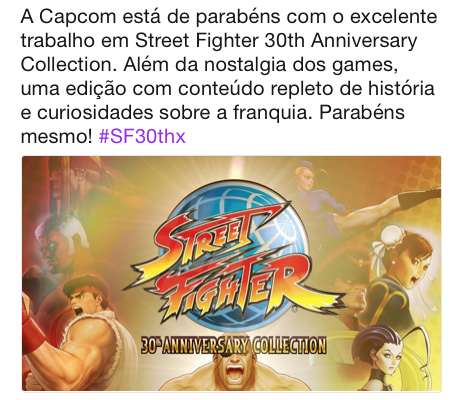 A Capcom está de parabéns com o excelente
trabalho em Street Fighter 30th Anniversary
Collection. Além da nostalgia dos games,
uma edição com conteúdo repleto de história
e curiosidades sobre a franquia. Parabéns
mesmo! #SF30thx
STREET
FIGHTER
30th ANNIVERSARY COLLECTION